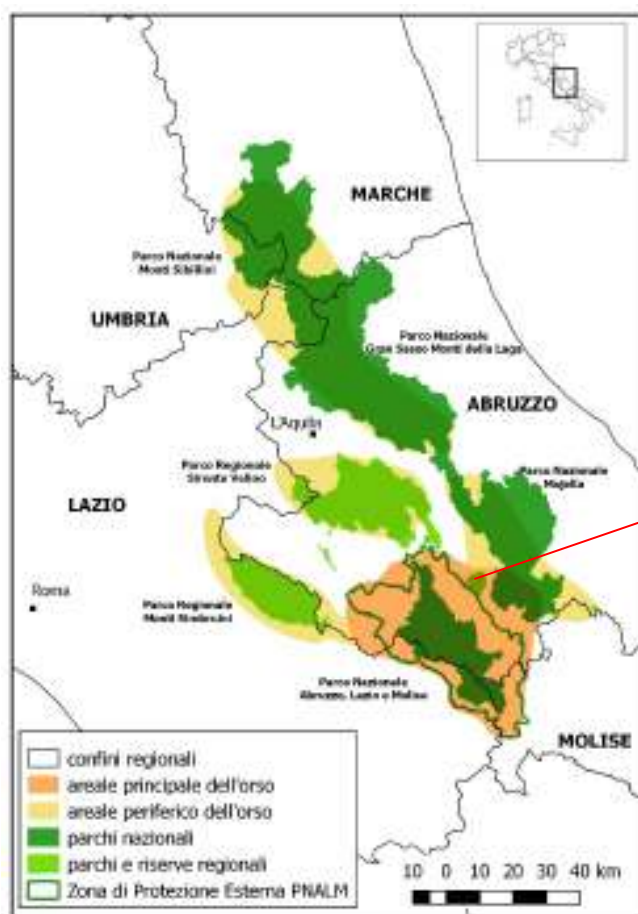 MARCHE
Parco Nazionale
Monti Sibillini
UMBRIA
Parco Nazionale
Gran Sasso Monti della Laga
ABRUZZO
L'Aquila
Parco Regionale
Sirente Velino
Parco Nazionale
Majella
LAZIO
Roma
Parco Regionale
Monti Simbruini
Parco Nazionale
Abruzzo, Lazio e Molise
MOLISE
confini regionali
areale principale dell'orso
areale periferico dell'orso
parchi nazionali
parchi e riserve regionali
Zona di Protezione Esterna PNALM
10 0 10 20 30 40 km